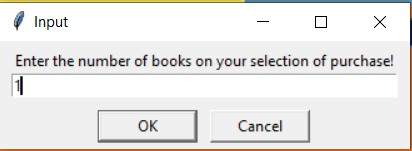 Input
Enter the number of books on your selection of purchase!
1
OK Cancel